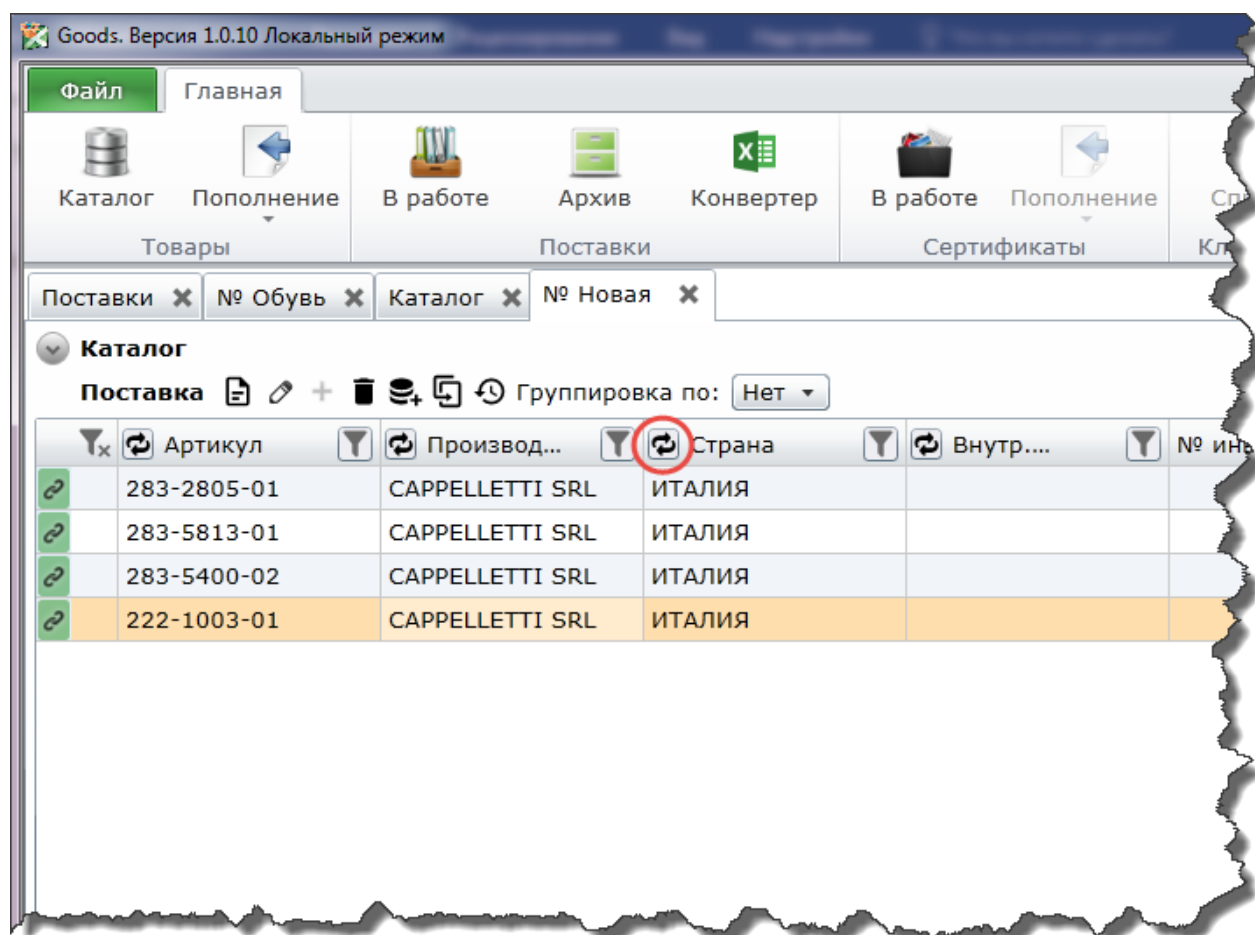 Goods. Версия 1.0.10 Локальный режим
Файл Главная
Каталог Пополнение В работе Архив Конвертер В работе Пополнение
Товары Поставки Сертификаты
Поставки № Обувь Каталог № Новая
Каталог
Поставка Группировка по: Нет
Артикул Производ... Страна Внутр.... №
283-2805-01 CAPPELLETTI SRL ИТАЛИЯ
283-5813-01 CAPPELLETTI SRL ИТАЛИЯ
283-5400-02 CAPPELLETTI SRL ИТАЛИЯ
222-1003-01 CAPPELLETTI SRL ИТАЛИЯ